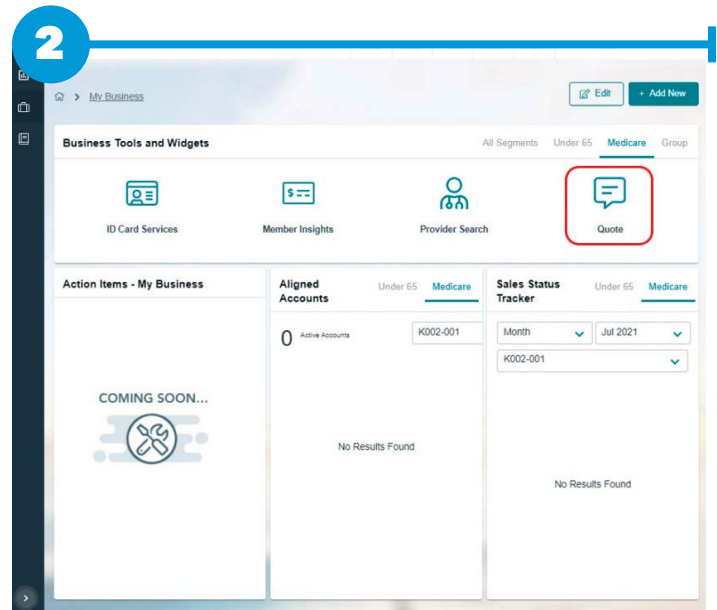 2
My Business
Edit
+ Add New
Business Tools and Widgets
All Segments Under 65 Medicare Group
ID Card Services Member Insights Provider Search Quote
Action Items - My Business
COMING SOON...
Aligned Accounts
Under 65 Medicare
0 Active Accounts
K002-001
No Results Found
Sales Status Tracker
Under 65 Medicare
Month
Jul 2021
K002-001
No Results Found